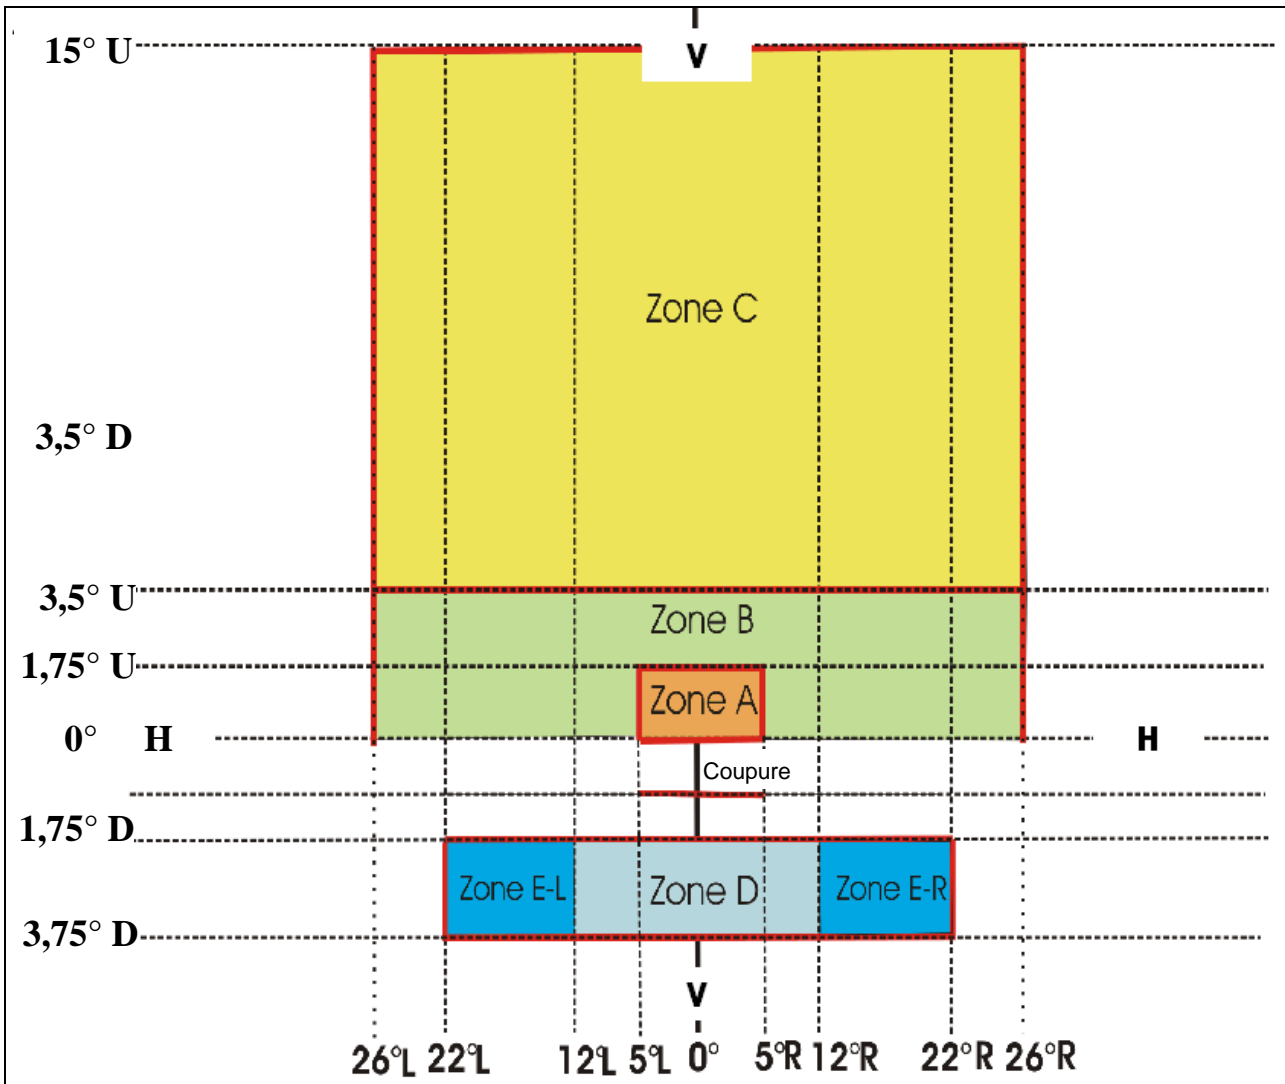 V
15° U
Zone C
3,5° D
3,5° U
Zone B
1,75° U
Zone A
0° H H
Coupure
1,75° D
Zone E-L Zone D Zone E-R
3,75° D
V
26°L 22°L 12°L 5°L 0° 5°R 12°R 22°R 26°R